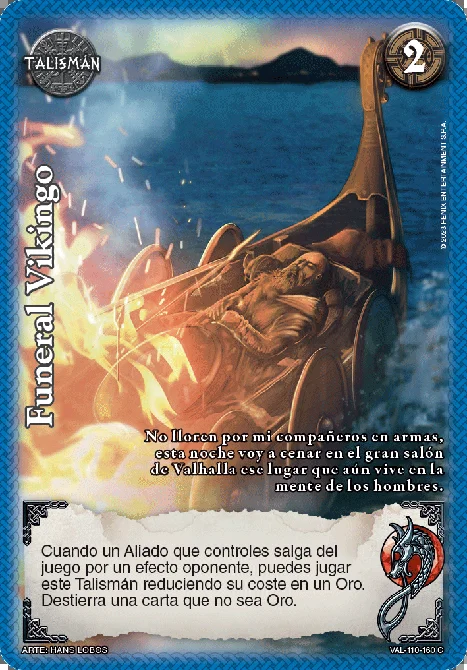 TALISMÁN
2
Funeral Vikingo
© 2023 FENIX ENTERTAINMENT S.P.A.
No lloren por mi compañeros en armas,
esta noche voy a cenar en el gran salón
de Valhalla ese lugar que aún vive en la
mente de los hombres.
Cuando un Aliado que controles salga del
juego por un efecto oponente, puedes jugar
este Talismán reduciendo su coste en un Oro.
Destierra una carta que no sea Oro.
ARTE: HANS LOBOS
VAL-110-160 C